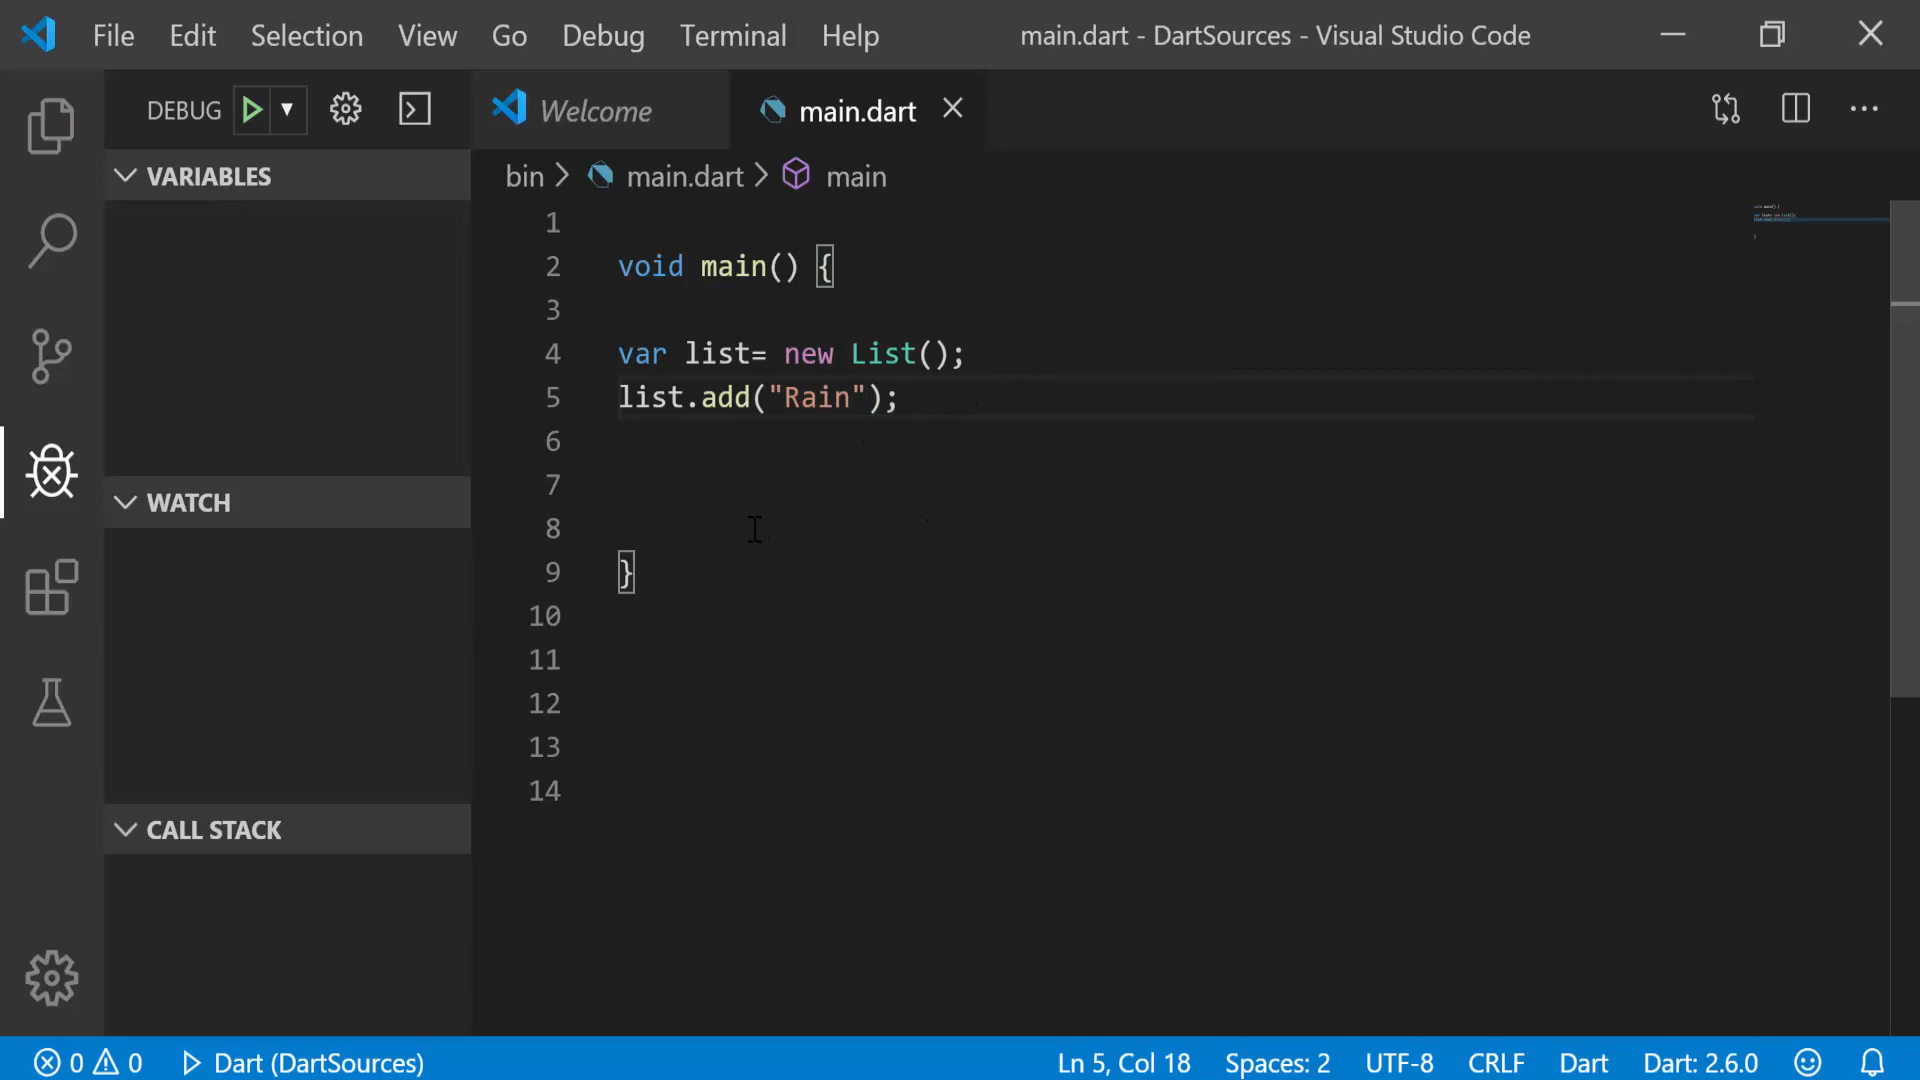 File Edit Selection View Go Debug Terminal Help main.dart - DartSources - Visual Studio Code
DEBUG
Welcome main.dart
VARIABLES
bin > main.dart > main
1
2 void main() {
3
4 var list= new List();
5 list.add("Rain");
6
7
WATCH
8
9 }
10
11
12
13
14
CALL STACK
0 0 Dart (DartSources) Ln 5, Col 18 Spaces: 2 UTF-8 CRLF Dart Dart: 2.6.0